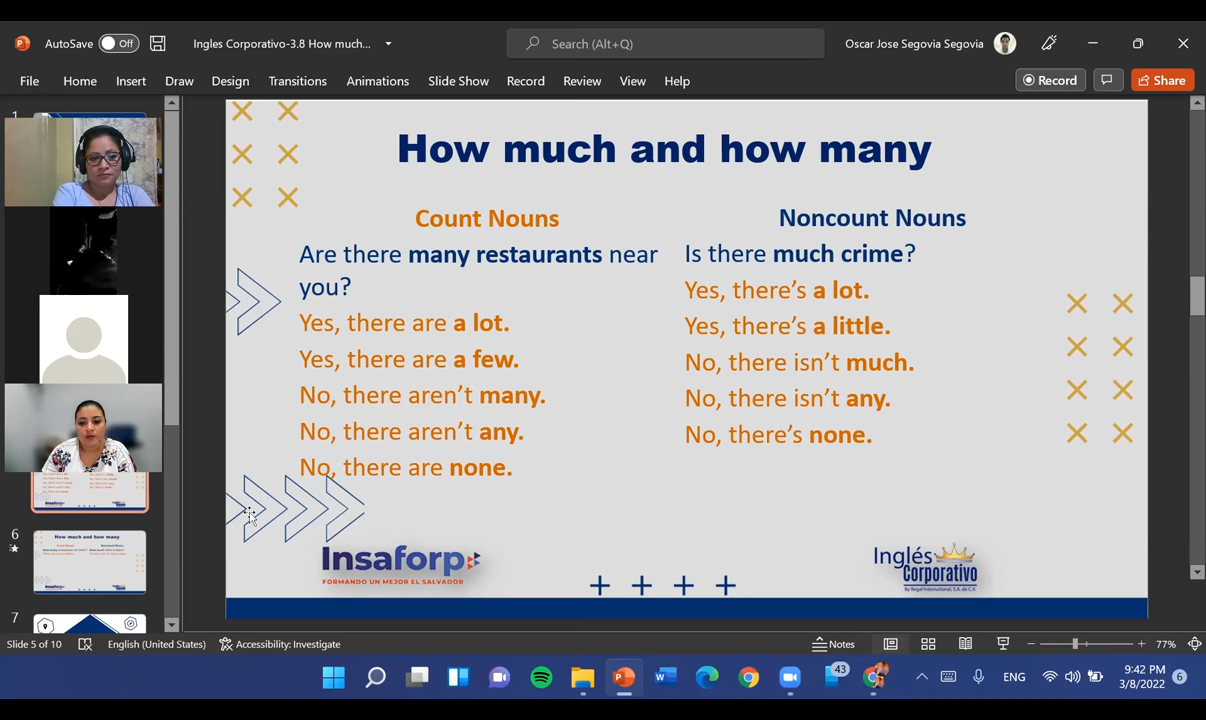 AutoSave Off Ingles Corporativo-3.8 How much... Search (Alt+Q) Oscar Jose Segovia Segovia
File Home Insert Draw Design Transitions Animations Slide Show Record Review View Help Record Share
1
How much and how many
Count Nouns
Are there many restaurants near
you?
Yes, there are a lot.
Yes, there are a few.
No, there aren't many.
No, there aren't any.
No, there are none.
Noncount Nouns
Is there much crime?
Yes, there's a lot.
Yes, there's a little.
No, there isn't much.
No, there isn't any.
No, there's none.
Insaforp
FORMANDO UN MEJOR EL SALVADOR
Inglés
Corporativo
By Regal International, S.A. de C.V.
Insaforp
6
How much and how many
7
Slide 5 of 10 English (United States) Accessibility: Investigate Notes 77%
43 ENG 9:42 PM
3/8/2022 6